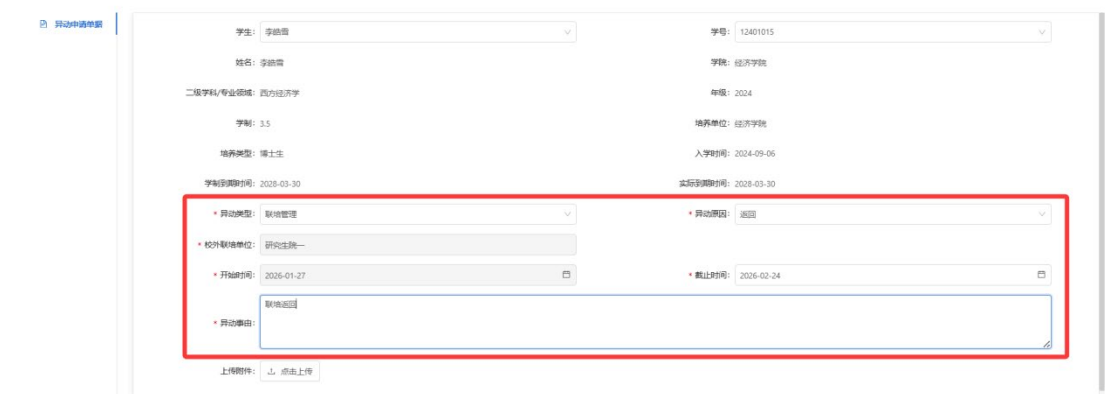 异动申请单据
学生: 李皓雪 学号: 12401015
姓名: 李皓雪 学院: 经济学院
二级学科/专业领域: 西方经济学 年级: 2024
学制: 3.5 培养单位: 经济学院
培养类型: 博士生 入学时间: 2024-09-06
学制到期时间: 2028-03-30 实际到期时间: 2028-03-30
* 异动类型: 联培管理 * 异动原因: 返回
* 校外联培单位: 研究生院一
* 开始时间: 2026-01-27 * 截止时间: 2026-02-24
* 异动事由: 联培返回
上传附件: 点击上传